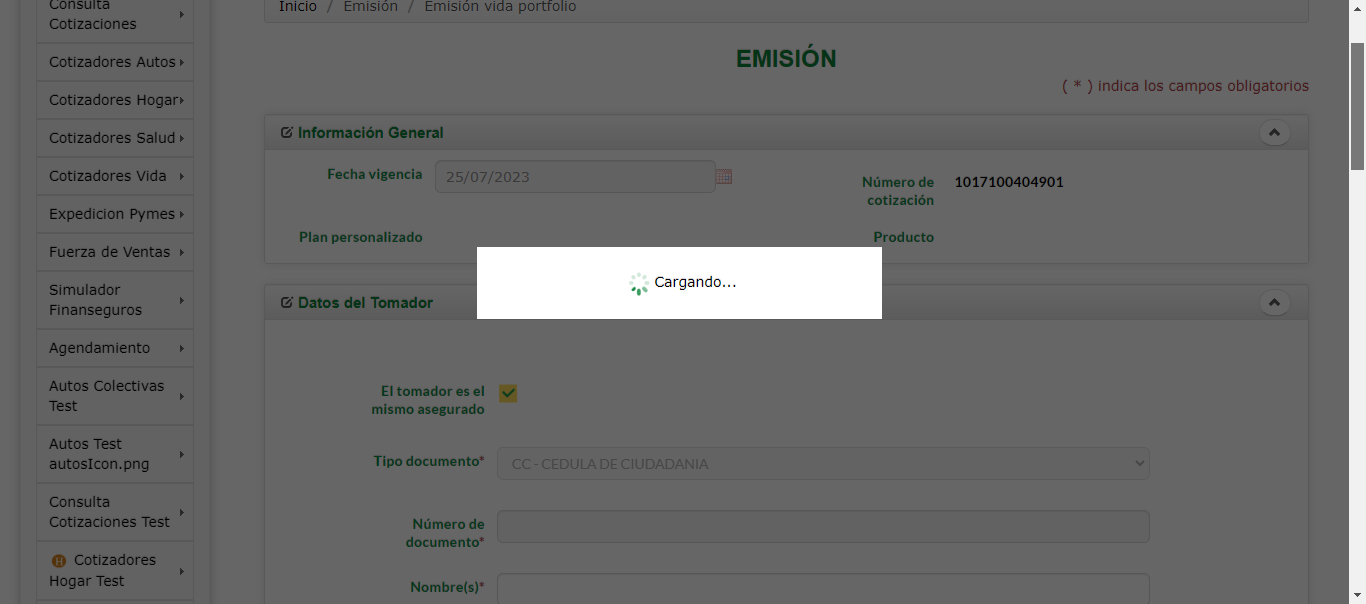 Consulta
Cotizaciones
Cotizadores Autos
Cotizadores Hogar
Cotizadores Salud
Cotizadores Vida
Expedicion Pymes
Fuerza de Ventas
Simulador
Finanseguros
Agendamiento
Autos Colectivas
Test
Autos Test
autosIcon.png
Consulta
Cotizaciones Test
H Cotizadores
Hogar Test
Inicio / Emisión / Emisión vida portfolio
EMISIÓN
( * ) indica los campos obligatorios
Información General
Fecha vigencia 25/07/2023
Número de
cotización
1017100404901
Plan personalizado
Producto
Cargando...
Datos del Tomador
El tomador es el
mismo asegurado
Tipo documento* CC - CEDULA DE CIUDADANIA
Número de
documento*
Nombre(s)*